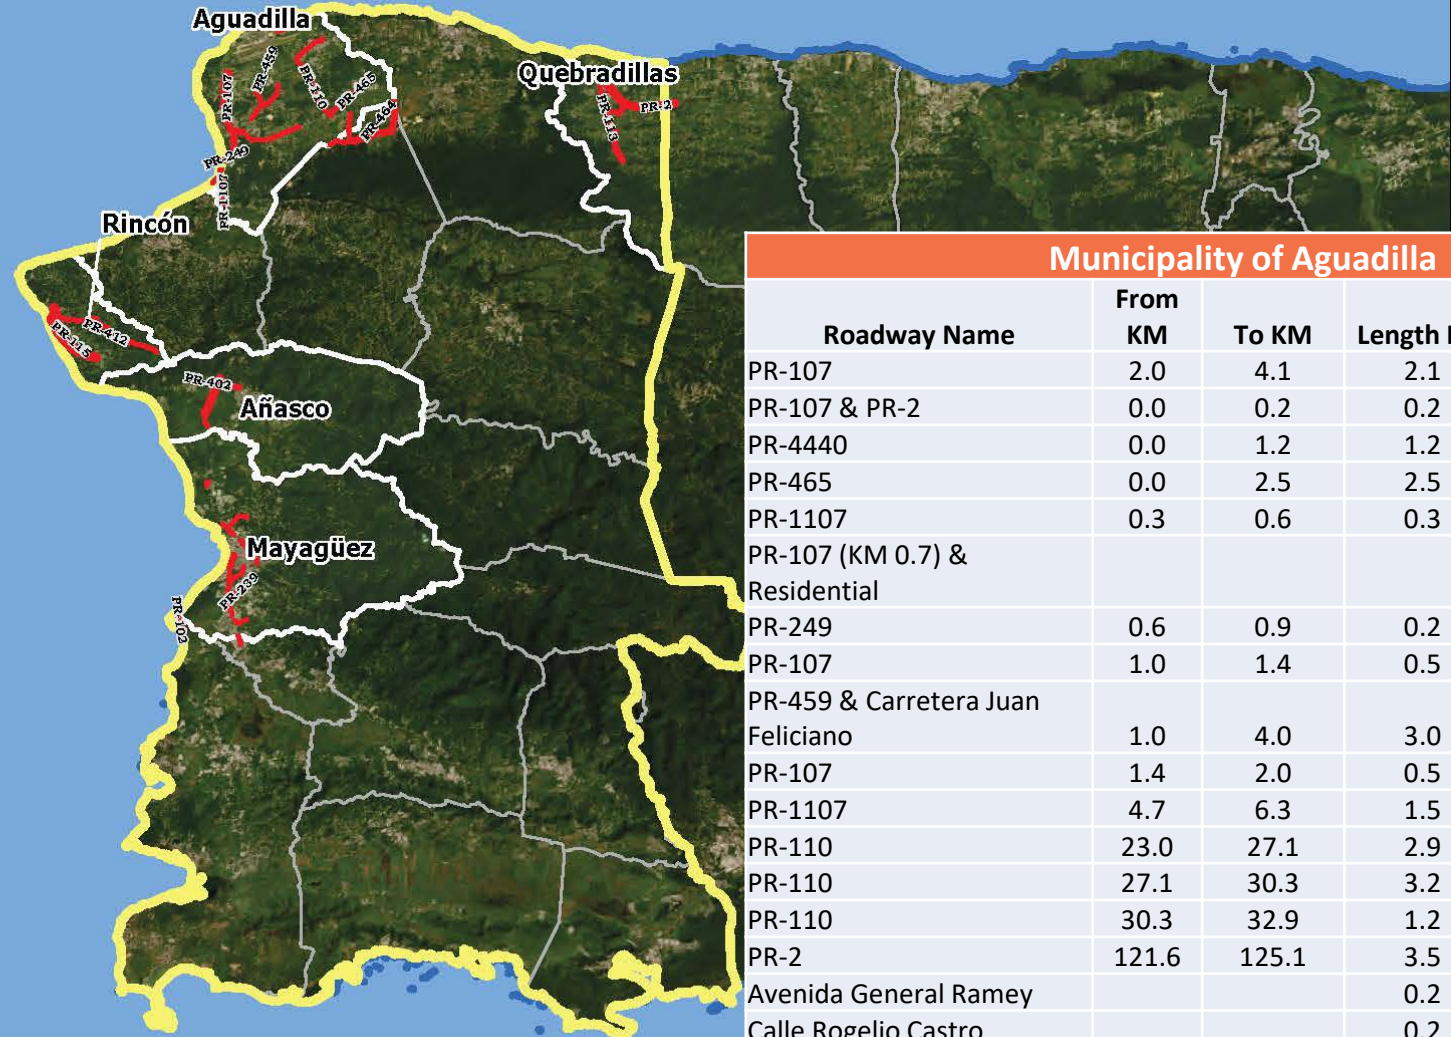 Aguadilla
PR-459
PR-107
PR-110
PR-465
PR-464
PR-249
PR-1107
Quebradillas
PR-2
PR-113
Rincón
PR-412
PR-115
PR-402
Añasco
Mayagüez
PR-239
PR-102
Municipality of Aguadilla
From
Roadway Name KM To KM Length
PR-107 2.0 4.1 2.1
PR-107 & PR-2 0.0 0.2 0.2
PR-4440 0.0 1.2 1.2
PR-465 0.0 2.5 2.5
PR-1107 0.3 0.6 0.3
PR-107 (KM 0.7) &
Residential
PR-249 0.6 0.9 0.2
PR-107 1.0 1.4 0.5
PR-459 & Carretera Juan
Feliciano 1.0 4.0 3.0
PR-107 1.4 2.0 0.5
PR-1107 4.7 6.3 1.5
PR-110 23.0 27.1 2.9
PR-110 27.1 30.3 3.2
PR-110 30.3 32.9 1.2
PR-2 121.6 125.1 3.5
Avenida General Ramey 0.2
Calle Rogelio Castro 0.2